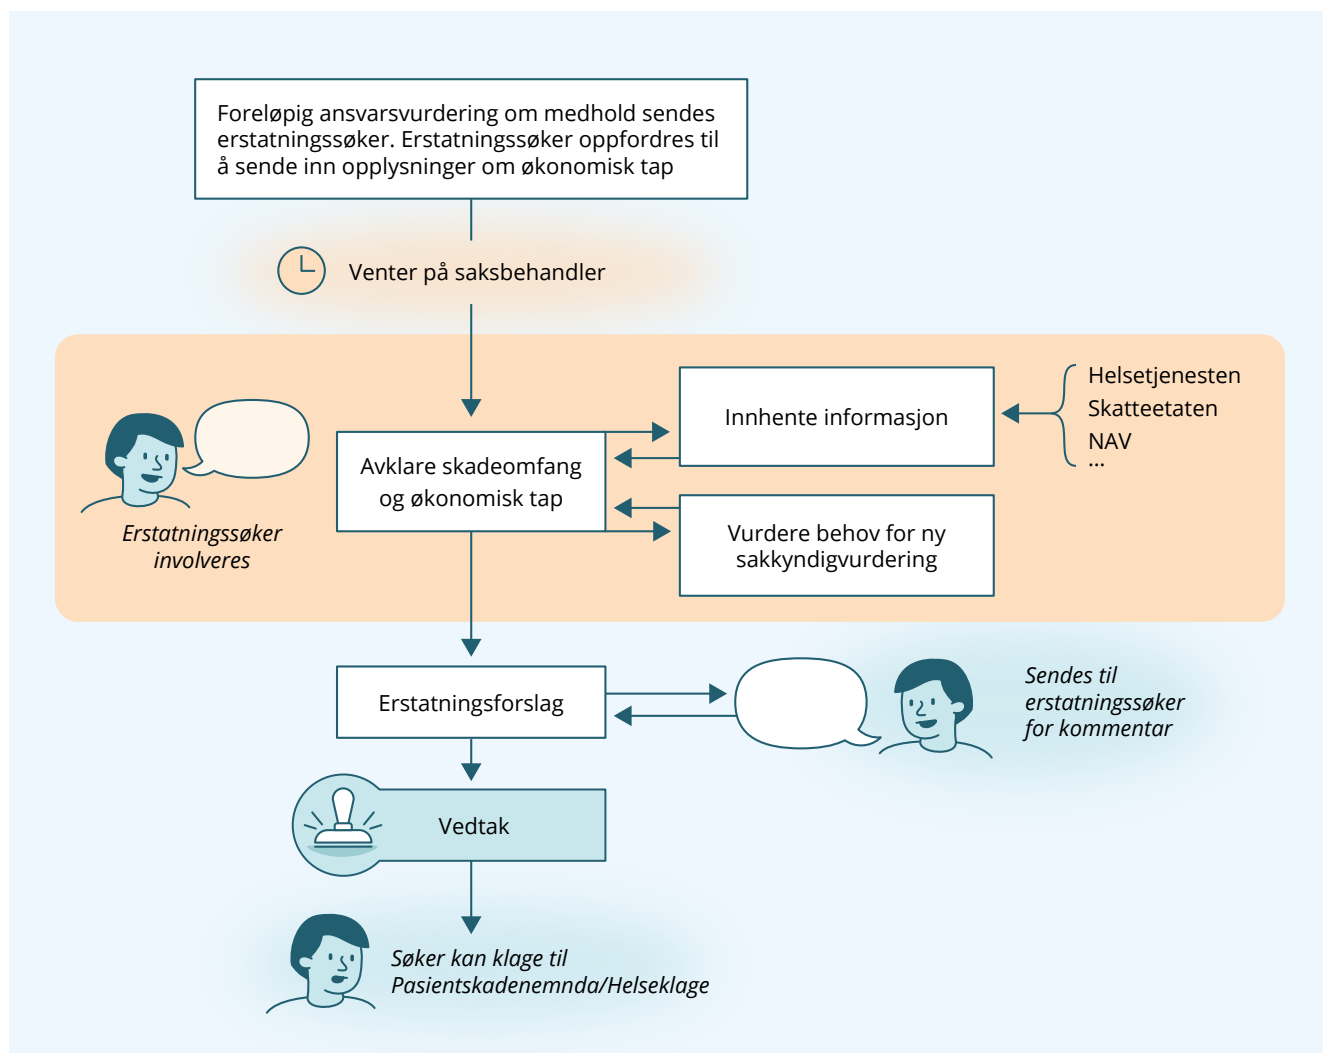 Foreløpig ansvarsvurdering om medhold sendes
erstatningssøker. Erstatningssøker oppfordres til
å sende inn opplysninger om økonomisk tap
Venter på saksbehandler
Helsetjenesten
Skatteetaten
NAV
...
Innhente informasjon
Avklare skadeomfang
og økonomisk tap
Erstatningssøker
involveres
Vurdere behov for ny
sakkyndigvurdering
Erstatningsforslag
Sendes til
erstatningssøker
for kommentar
Vedtak
Søker kan klage til
Pasientskadenemnda/Helseklage